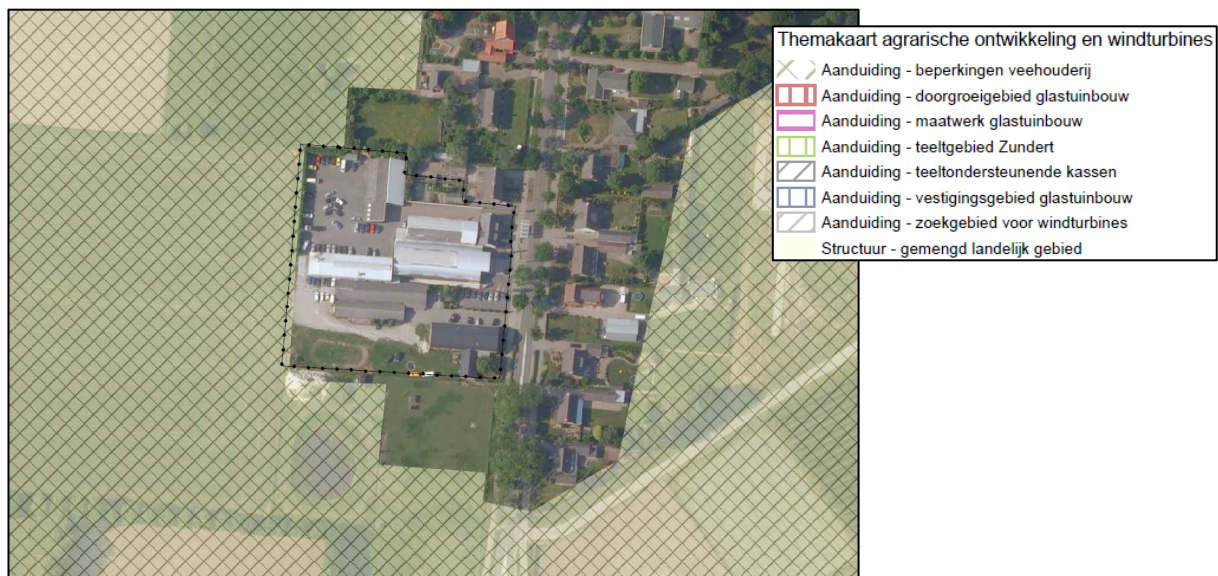 Themakaart agrarische ontwikkeling en windturbines
Aanduiding - beperkingen veehouderij
Aanduiding - doorgroeigebied glastuinbouw
Aanduiding - maatwerk glastuinbouw
Aanduiding - teeltgebied Zundert
Aanduiding - teeltondersteunende kassen
Aanduiding - vestigingsgebied glastuinbouw
Aanduiding - zoekgebied voor windturbines
Structuur - gemengd landelijk gebied